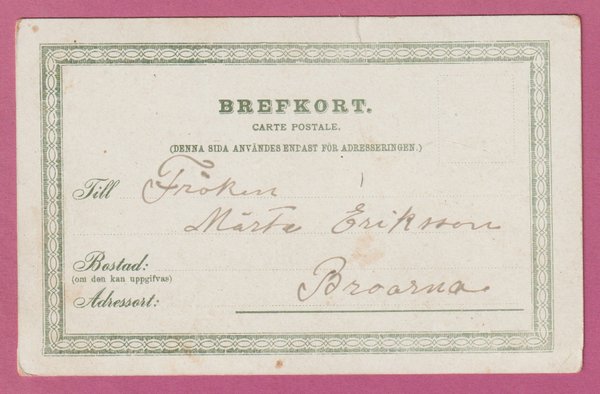 BREFKORT.
CARTE POSTALE.
(DENNA SIDA ANVÄNDES ENDAST FÖR ADRESSERINGEN.)
Till Fröken
Märta Eriksson
Bostad:
(om den kan uppgifvas)
Adressort: Broarna